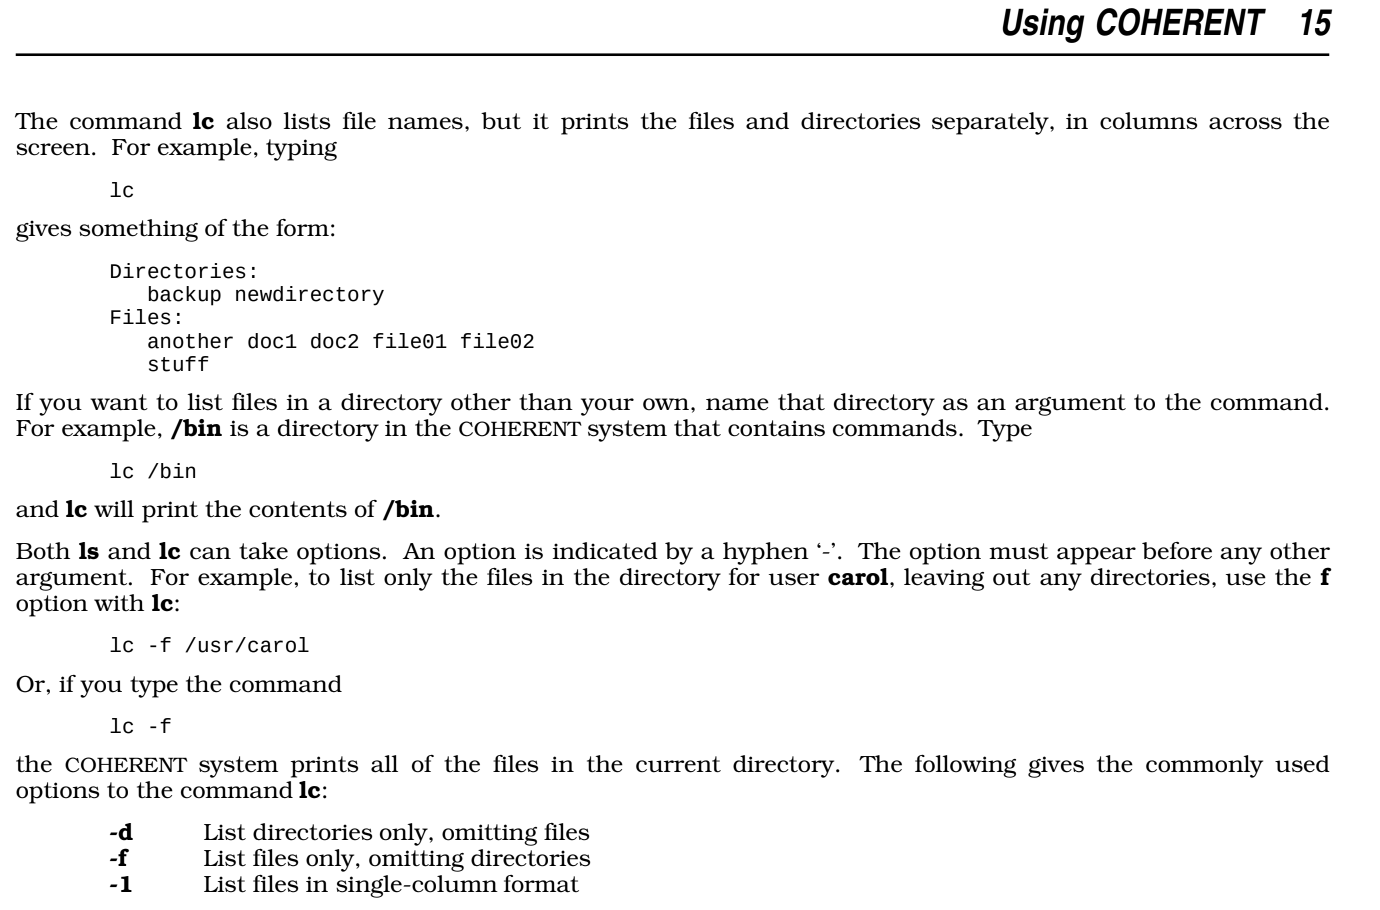 Using COHERENT 15
The command lc also lists file names, but it prints the files and directories separately, in columns across the
screen. For example, typing
lc
gives something of the form:
Directories:
backup newdirectory
Files:
another doc1 doc2 file01 file02
stuff
If you want to list files in a directory other than your own, name that directory as an argument to the command.
For example, /bin is a directory in the COHERENT system that contains commands. Type
lc /bin
and lc will print the contents of /bin.
Both ls and lc can take options. An option is indicated by a hyphen ‘-’. The option must appear before any other
argument. For example, to list only the files in the directory for user carol, leaving out any directories, use the f
option with lc:
lc -f /usr/carol
Or, if you type the command
lc -f
the COHERENT system prints all of the files in the current directory. The following gives the commonly used
options to the command lc:
-d List directories only, omitting files
-f List files only, omitting directories
-1 List files in single-column format